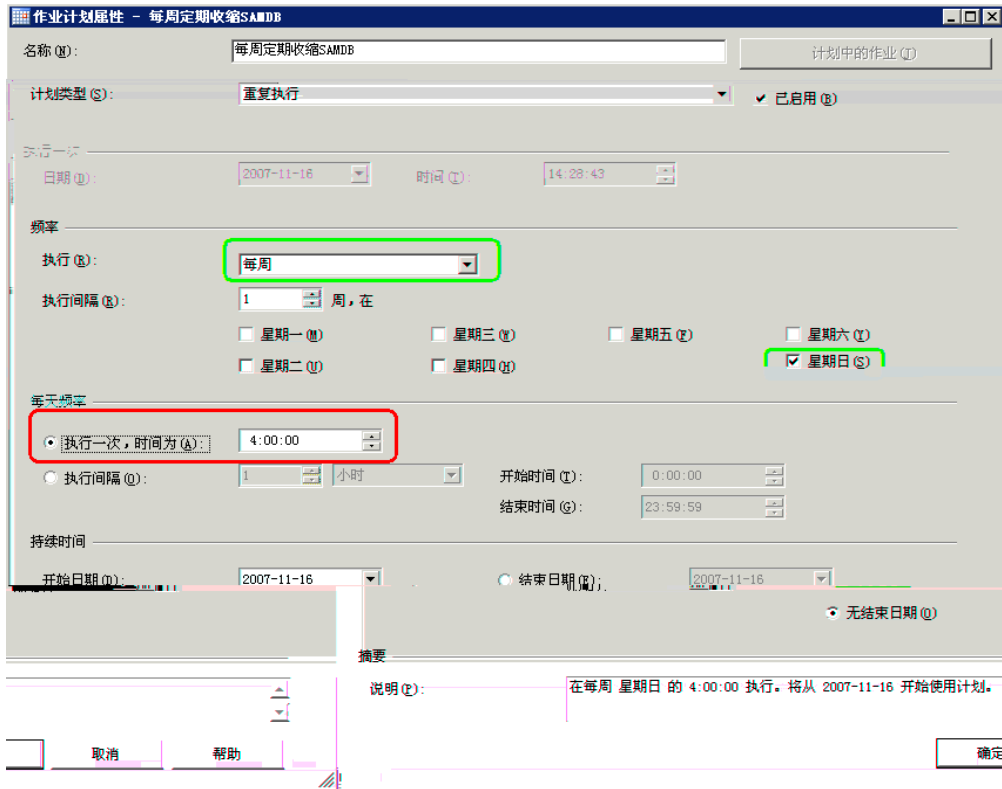 作业计划属性 - 每周定期收缩SAMDB
名称(N): 每周定期收缩SAMDB 计划中的作业(J)
计划类型(S): 重复执行 已启用(B)
执行一次
日期(D): 2007-11-16 时间(T): 14:28:43
频率
执行(R): 每周
执行间隔(R): 1 周,在
星期一(M) 星期三(W) 星期五(F) 星期六(Y)
星期二(U) 星期四(H) 星期日(S)
每天频率
执行一次,时间为(A): 4:00:00
执行间隔(O): 1 小时 开始时间(T): 0:00:00
结束时间(G): 23:59:59
持续时间
开始日期(D): 2007-11-16 结束日期(E): 2007-11-16
无结束日期(O)
摘要
说明(P): 在每周 星期日 的 4:00:00 执行。将从 2007-11-16 开始使用计划。
取消 帮助 确定